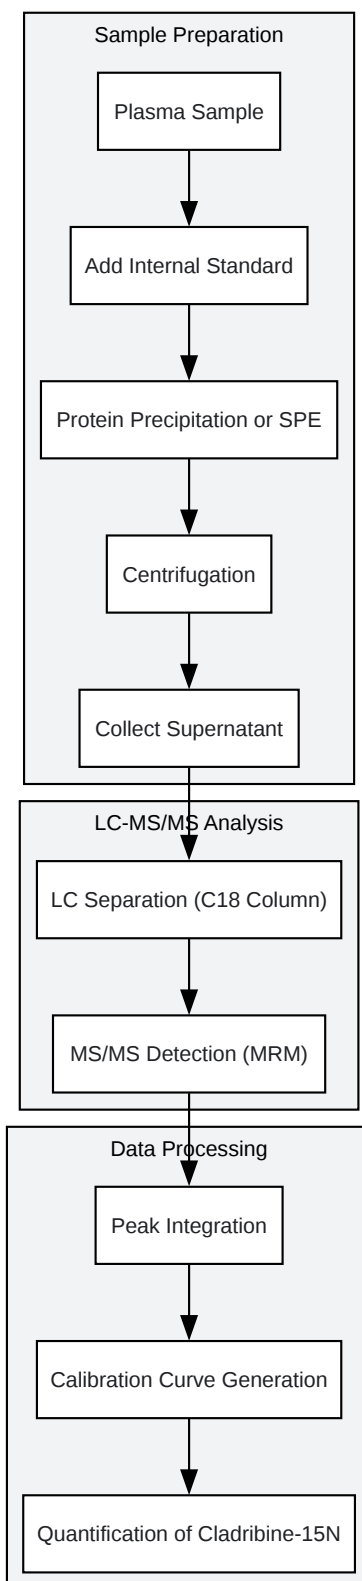 Sample Preparation
Plasma Sample
Add Internal Standard
Protein Precipitation or SPE
Centrifugation
Collect Supernatant
LC-MS/MS Analysis
LC Separation (C18 Column)
MS/MS Detection (MRM)
Data Processing
Peak Integration
Calibration Curve Generation
Quantification of Cladribine-15N